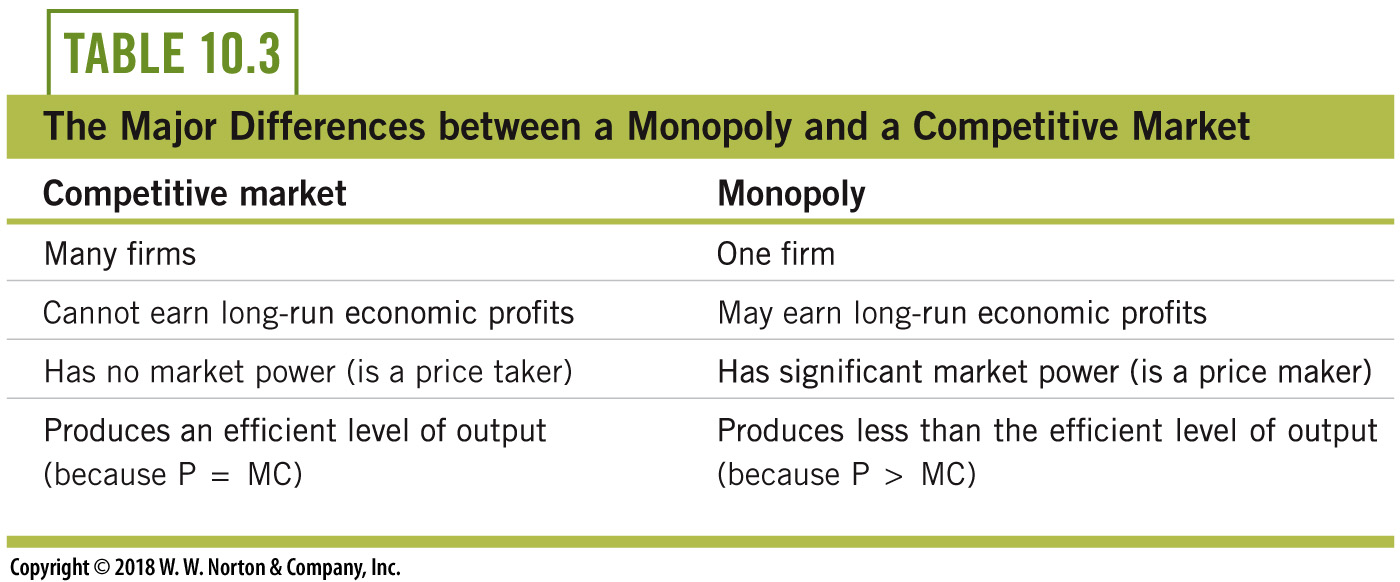 TABLE 10.3
The Major Differences between a Monopoly and a Competitive Market
Competitive market Monopoly
Many firms One firm
Cannot earn long-run economic profits May earn long-run economic profits
Has no market power (is a price taker) Has significant market power (is a price maker)
Produces an efficient level of output Produces less than the efficient level of output
(because P = MC) (because P > MC)
Copyright © 2018 W. W. Norton & Company, Inc.